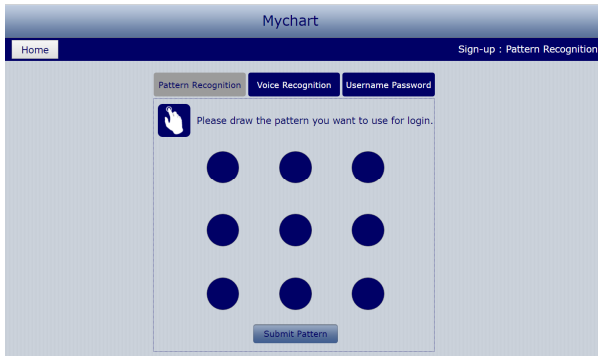 Mychart
Home
Sign-up : Pattern Recognition
Pattern Recognition
Voice Recognition
Username Password
Please draw the pattern you want to use for login.
Submit Pattern